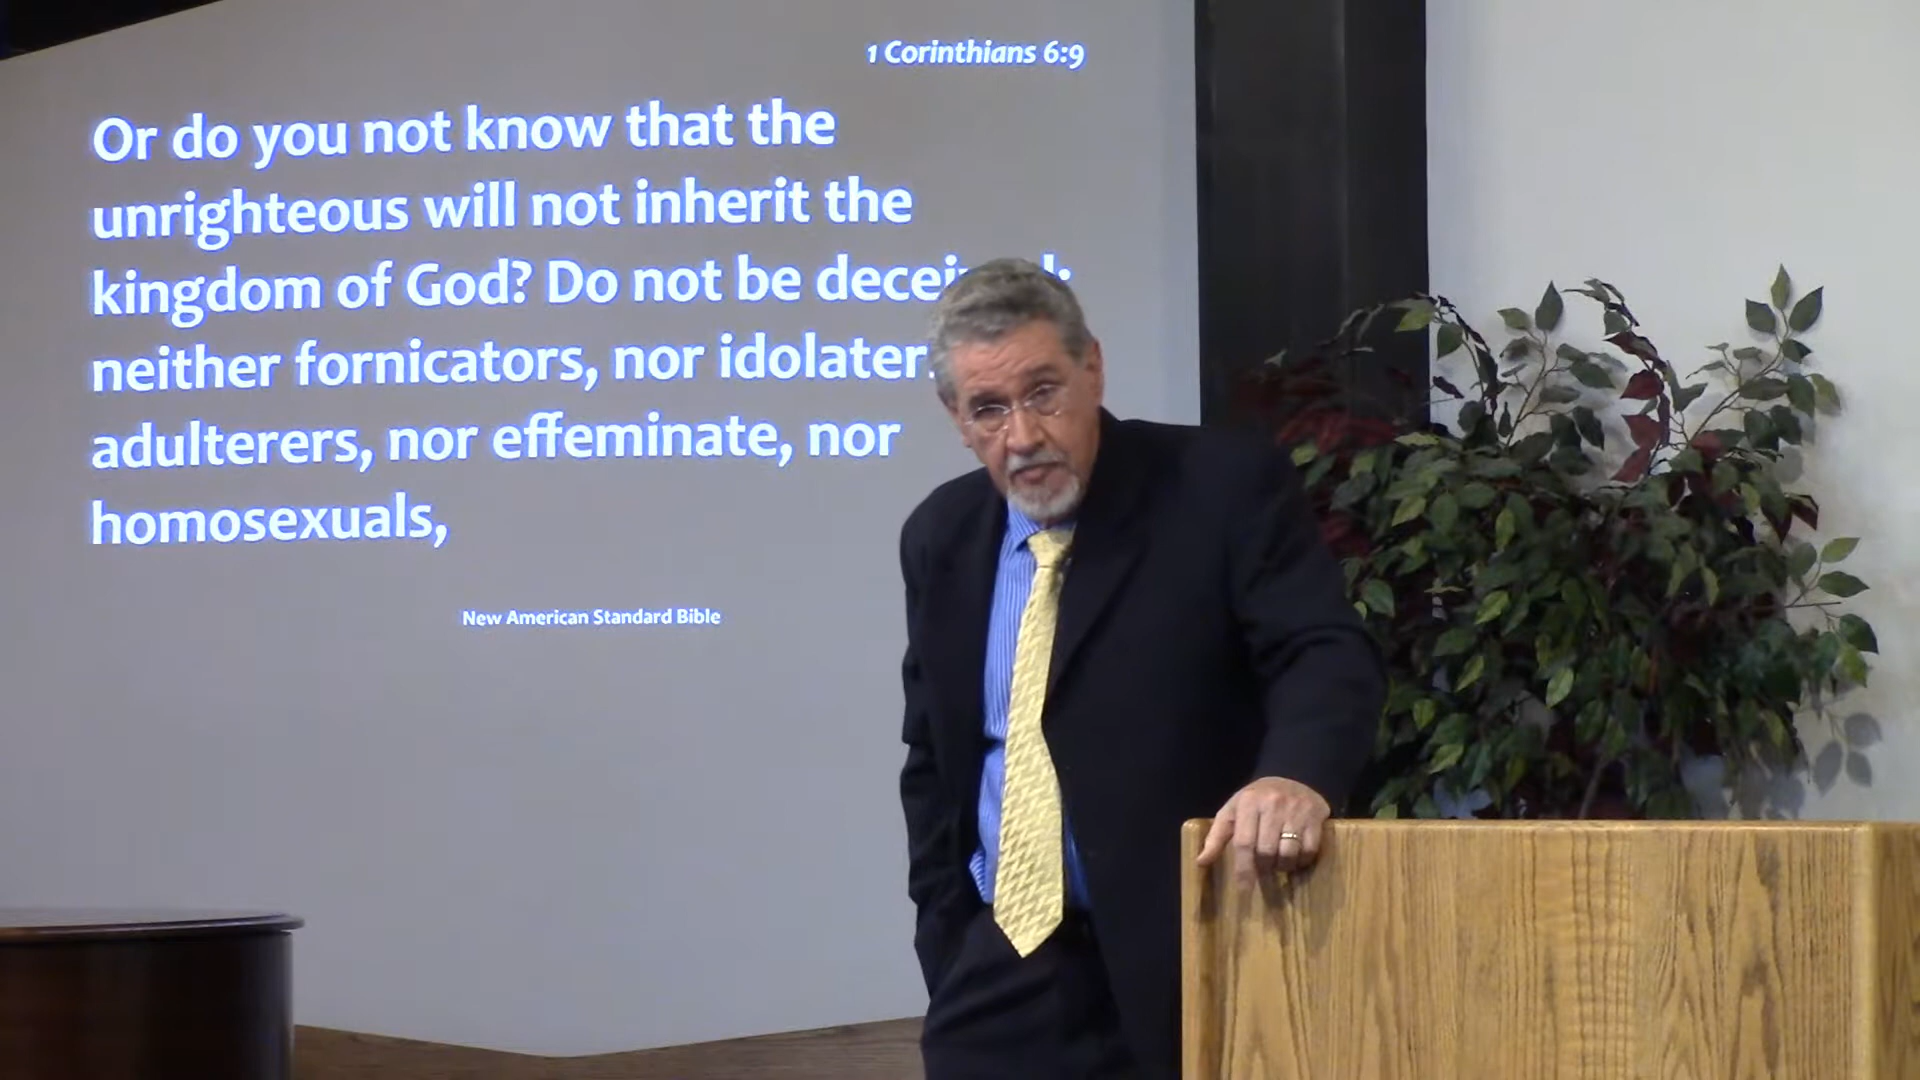 1 Corinthians 6:9
Or do you not know that the
unrighteous will not inherit the
kingdom of God? Do not be
neither fornicators, nor
adulterers, nor effeminate, nor
homosexuals,
New American Standard Bible